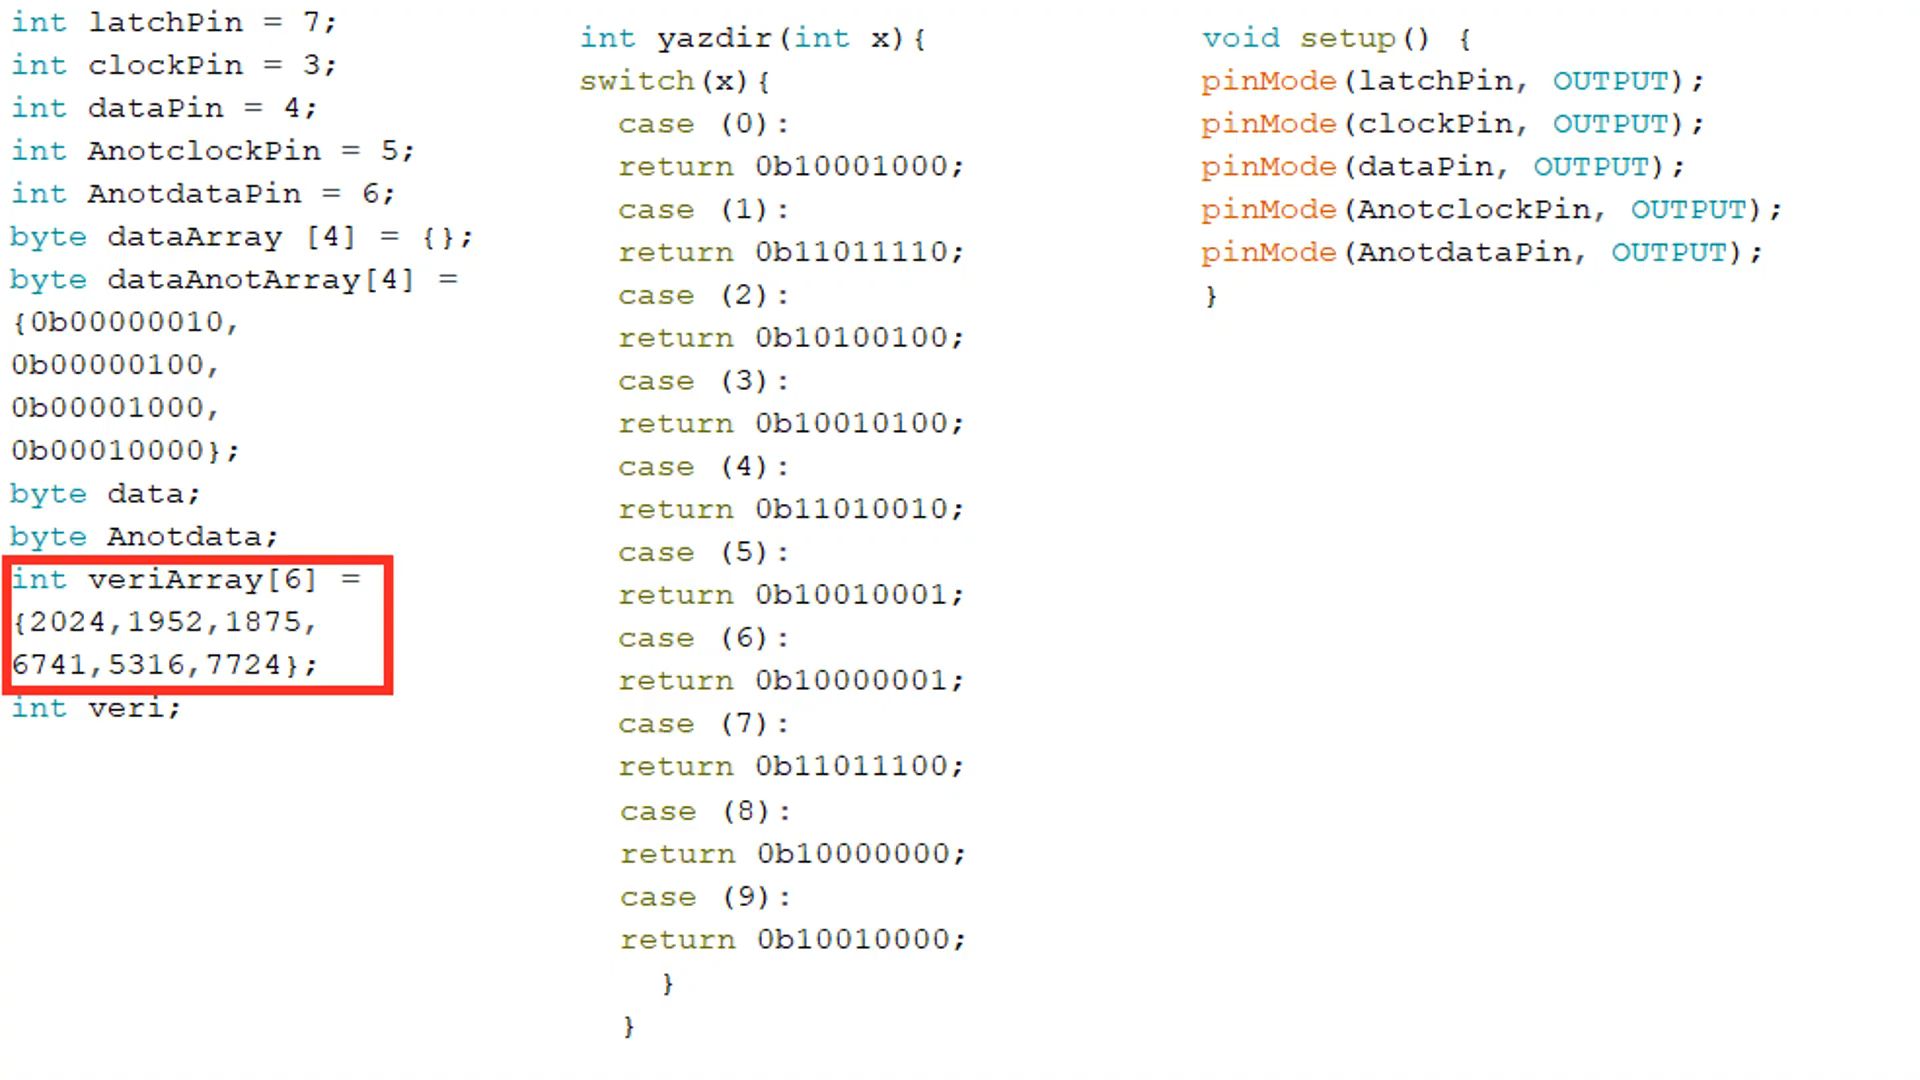 int latchPin = 7;
int clockPin = 3;
int dataPin = 4;
int AnotclockPin = 5;
int AnotdataPin = 6;
byte dataArray [4] = {};
byte dataAnotArray[4] =
{0b00000010,
0b00000100,
0b00001000,
0b00010000};
byte data;
byte Anotdata;
int veriArray[6] =
{2024,1952,1875,
6741,5316,7724};
int veri;
int yazdir(int x){
switch(x){
case (0):
return 0b10001000;
case (1):
return 0b11011110;
case (2):
return 0b10100100;
case (3):
return 0b10010100;
case (4):
return 0b11010010;
case (5):
return 0b10010001;
case (6):
return 0b10000001;
case (7):
return 0b11011100;
case (8):
return 0b10000000;
case (9):
return 0b10010000;
}
}
void setup() {
pinMode(latchPin, OUTPUT);
pinMode(clockPin, OUTPUT);
pinMode(dataPin, OUTPUT);
pinMode(AnotclockPin, OUTPUT);
pinMode(AnotdataPin, OUTPUT);
}